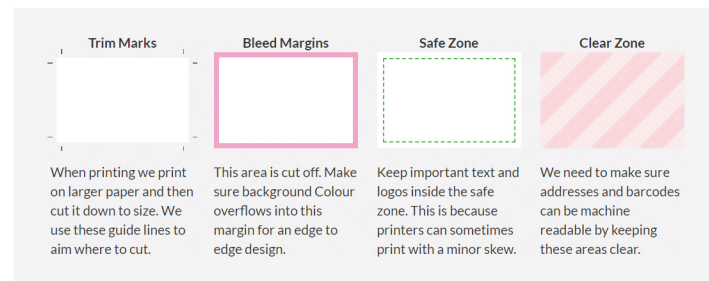 Trim Marks
When printing we print
on larger paper and then
cut it down to size. We
use these guide lines to
aim where to cut.
Bleed Margins
This area is cut off. Make
sure background Colour
overflows into this
margin for an edge to
edge design.
Safe Zone
Keep important text and
logos inside the safe
zone. This is because
printers can sometimes
print with a minor skew.
Clear Zone
We need to make sure
addresses and barcodes
can be machine
readable by keeping
these areas clear.